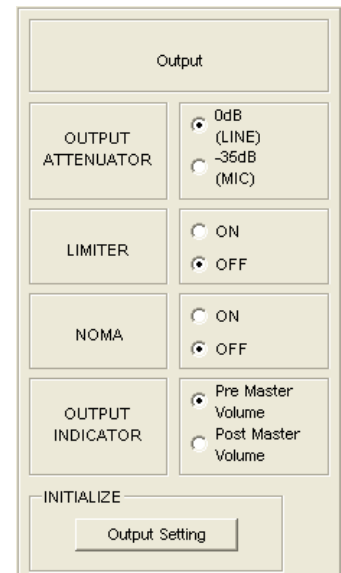 Output
OUTPUT
ATTENUATOR
0dB
(LINE)
-35dB
(MIC)
LIMITER
ON
OFF
NOMA
ON
OFF
OUTPUT
INDICATOR
Pre Master
Volume
Post Master
Volume
INITIALIZE
Output Setting